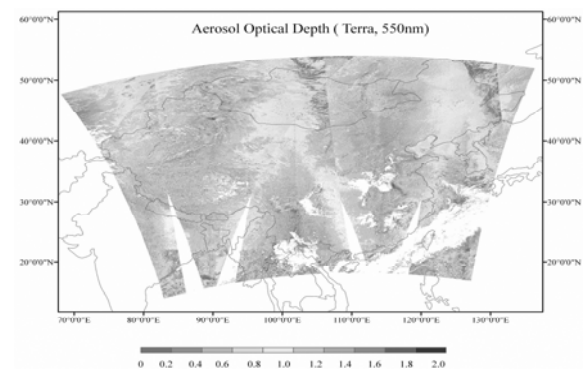 Aerosol Optical Depth ( Terra, 550nm)
60°0'0"N 60°0'0"N
50°0'0"N 50°0'0"N
40°0'0"N 40°0'0"N
30°0'0"N 30°0'0"N
20°0'0"N 20°0'0"N
70°0'0"E 80°0'0"E 90°0'0"E 100°0'0"E 110°0'0"E 120°0'0"E 130°0'0"E
0 0.2 0.4 0.6 0.8 1.0 1.2 1.4 1.6 1.8 2.0